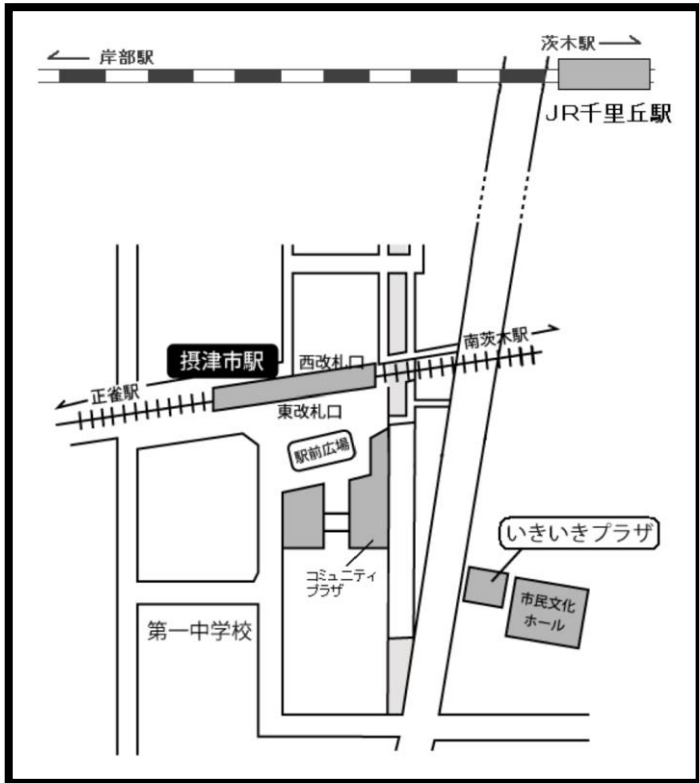 岸部駅
茨木駅
JR千里丘駅
南茨木駅
摂津市駅
西改札口
正雀駅
東改札口
駅前広場
いきいきプラザ
コミュニティ
プラザ
市民文化
ホール
第一中学校